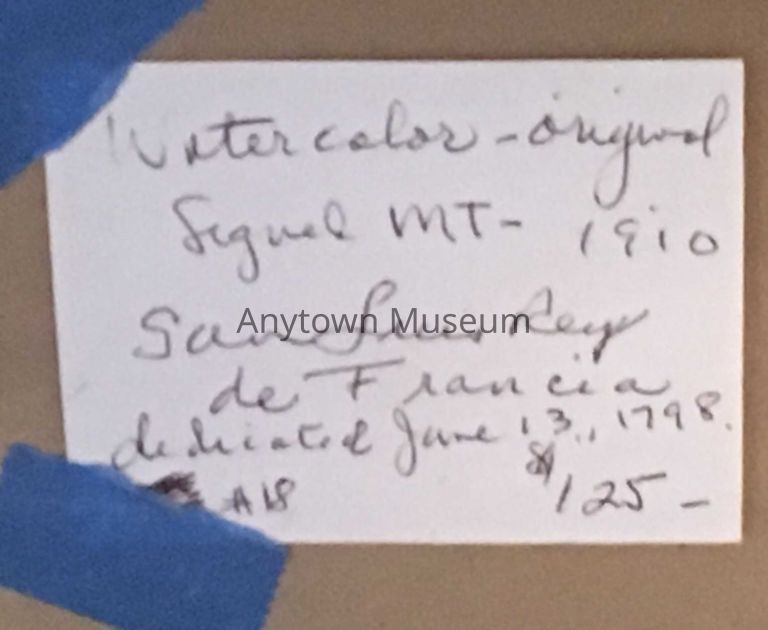 Watercolor - original
Signed MT - 1910
San Luis Rey
Anytown Museum
de Francia
dedicated June 13., 1798.
A18 $125 -